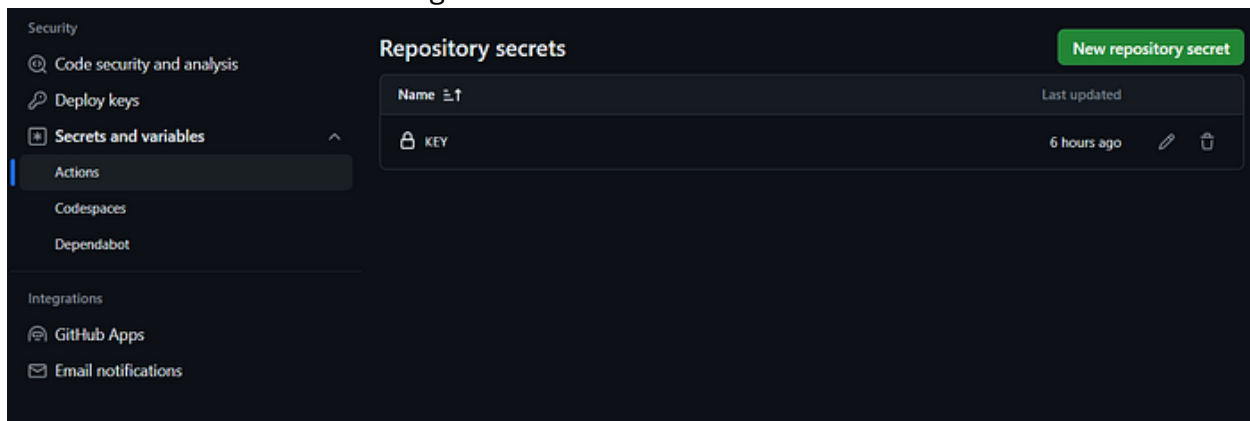 Security
Code security and analysis
Deploy keys
Secrets and variables
Actions
Codespaces
Dependabot
Integrations
GitHub Apps
Email notifications
Repository secrets
New repository secret
Name
Last updated
KEY
6 hours ago